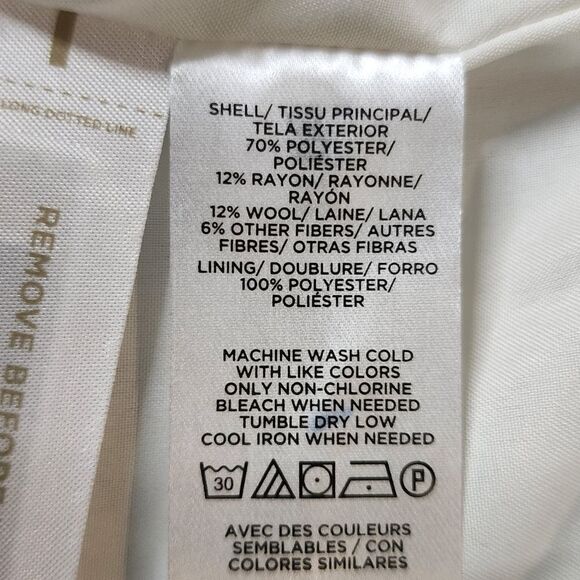 LONG DOTTED LINE
REMOVE BEFORE
SHELL/ TISSU PRINCIPAL/
TELA EXTERIOR
70% POLYESTER/
POLIÉSTER
12% RAYON/ RAYONNE/
RAYÓN
12% WOOL/ LAINE/ LANA
6% OTHER FIBERS/ AUTRES
FIBRES/ OTRAS FIBRAS
LINING/ DOUBLURE/ FORRO
100% POLYESTER/
POLIÉSTER
MACHINE WASH COLD
WITH LIKE COLORS
ONLY NON-CHLORINE
BLEACH WHEN NEEDED
TUMBLE DRY LOW
COOL IRON WHEN NEEDED
30 P
AVEC DES COULEURS
SEMBLABLES / CON
COLORES SIMILARES